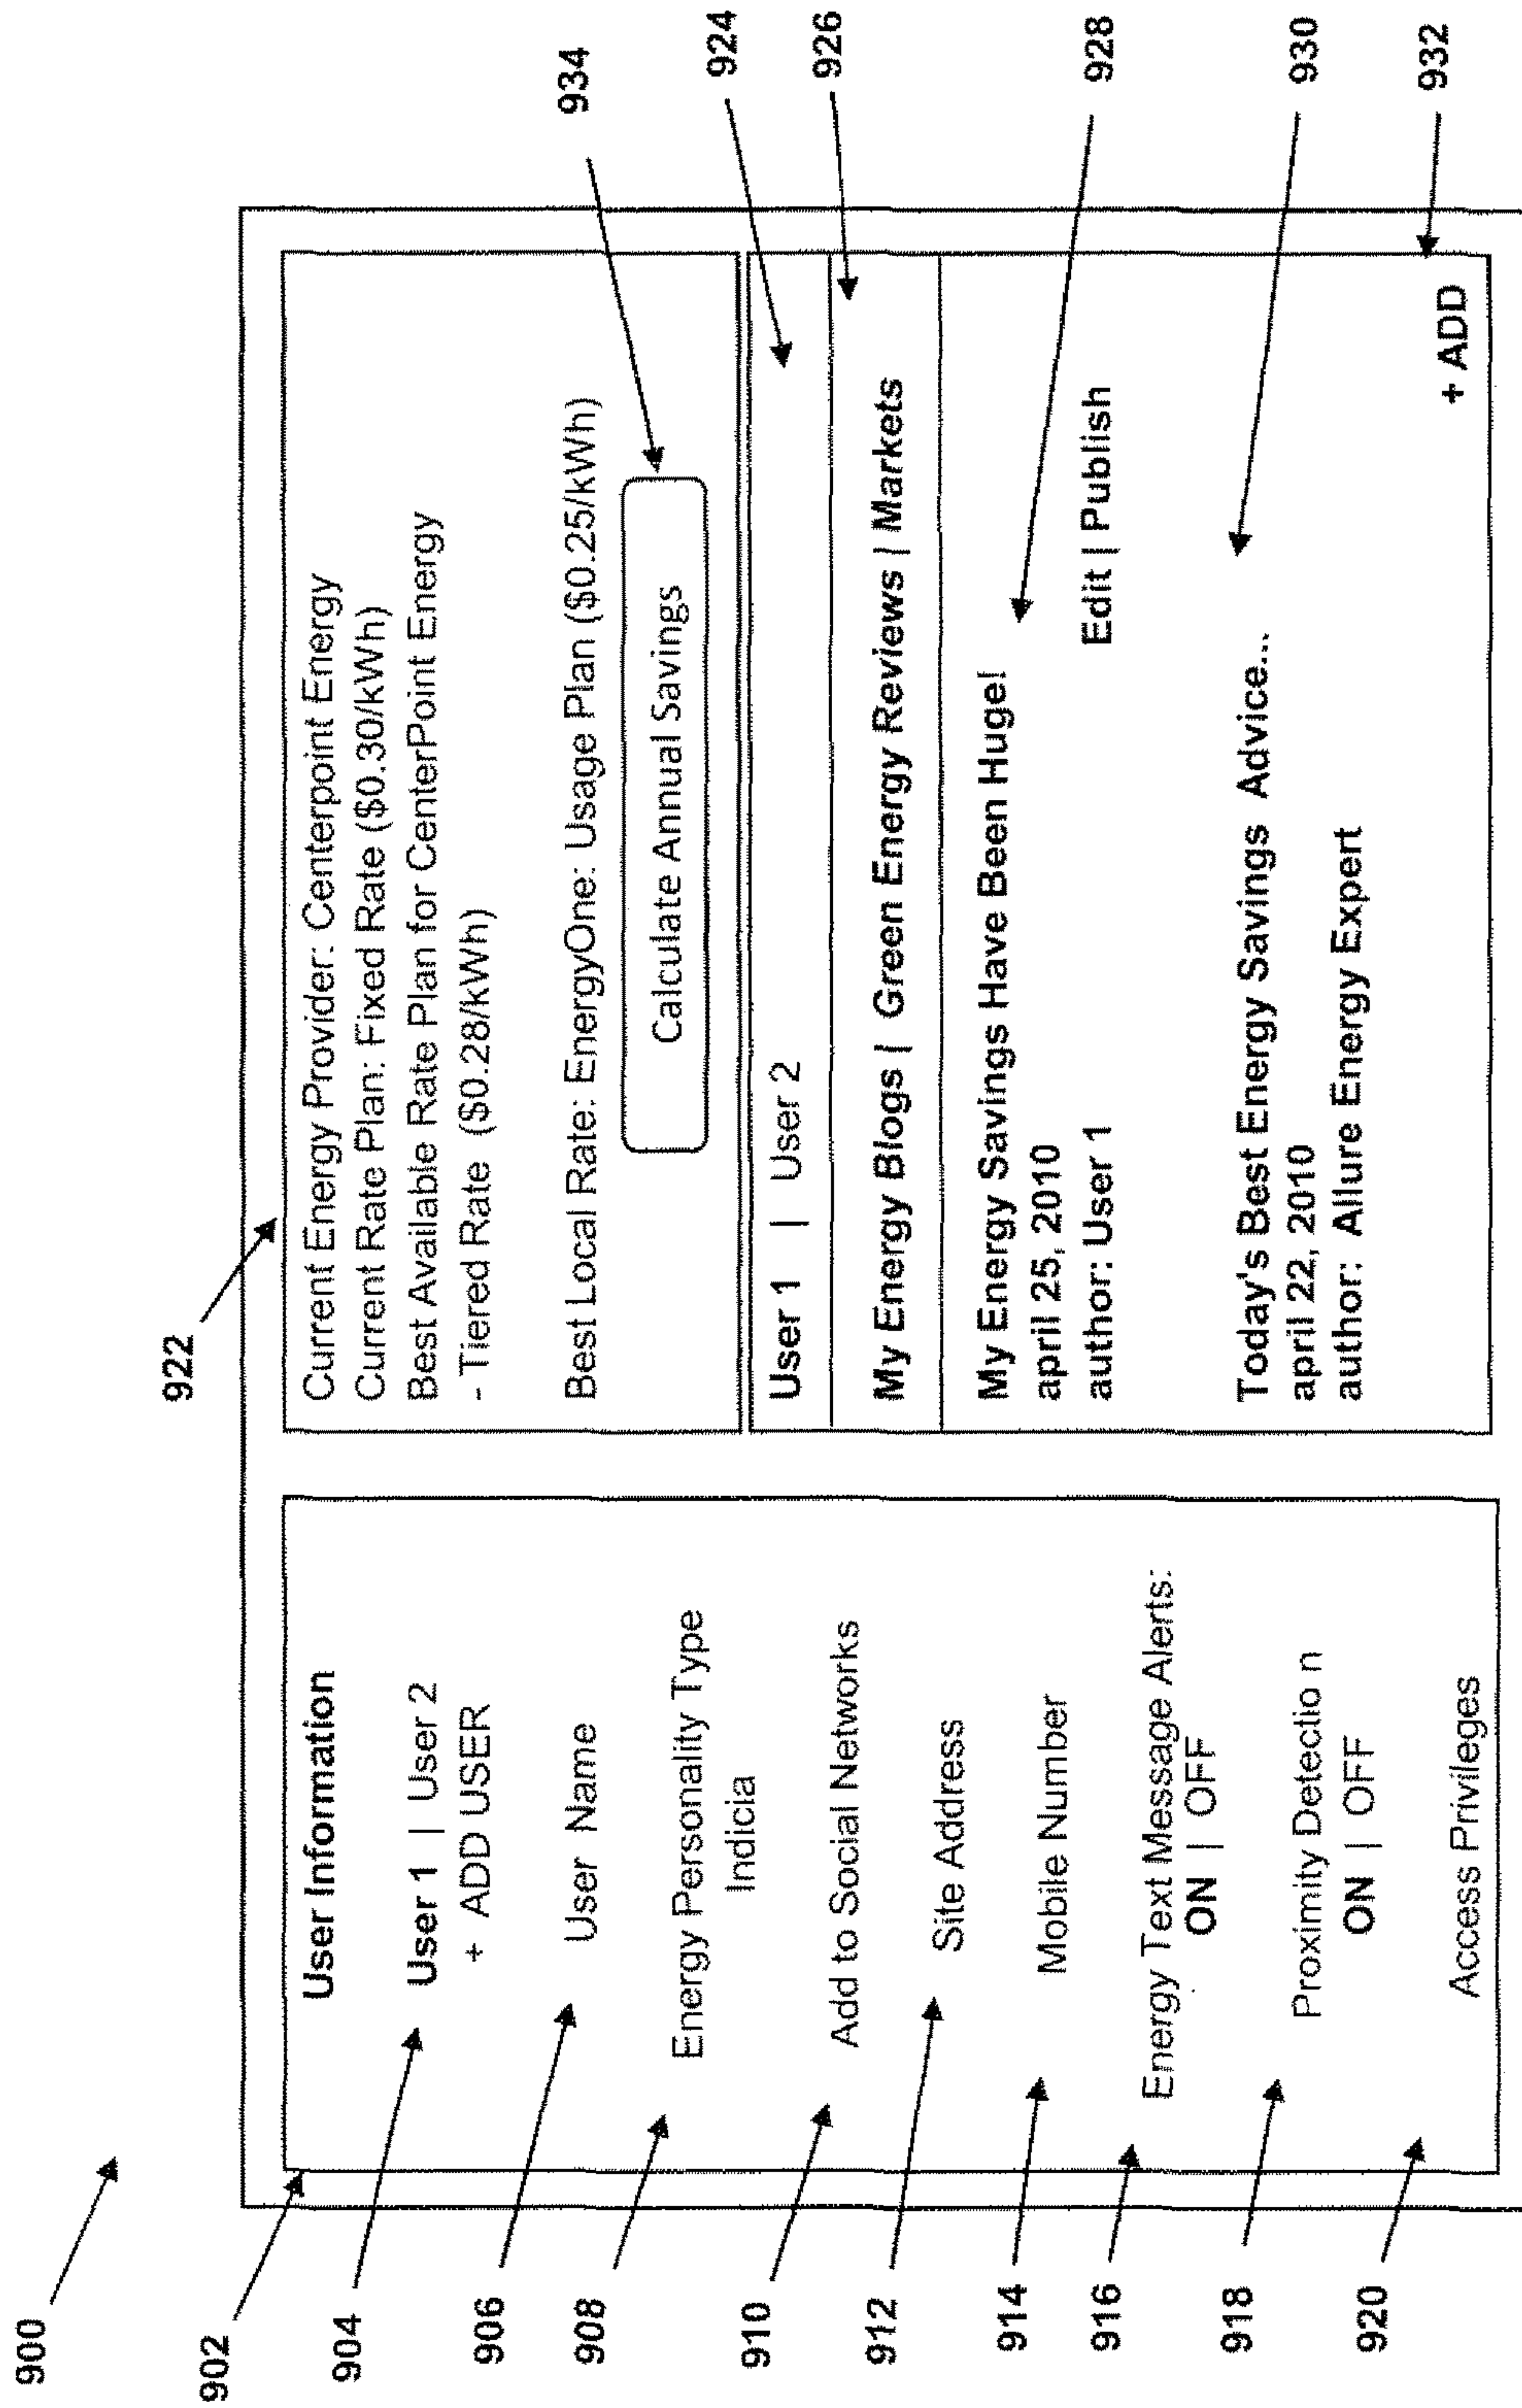 900
902
User Information
904
User 1 | User 2
+ ADD USER
906
User Name
908
Energy Personality Type
Indicia
910
Add to Social Networks
912
Site Address
914
Mobile Number
916
Energy Text Message Alerts:
ON | OFF
918
Proximity Detectio n
ON | OFF
920
Access Privileges
922
Current Energy Provider: Centerpoint Energy
Current Rate Plan: Fixed Rate ($0.30/kWh)
Best Available Rate Plan for CenterPoint Energy
- Tiered Rate ($0.28/kWh)
Best Local Rate: EnergyOne: Usage Plan ($0.25/kWh)
Calculate Annual Savings
934
User 1 | User 2
924
My Energy Blogs | Green Energy Reviews | Markets
926
My Energy Savings Have Been Huge!
april 25, 2010
author: User 1
Edit | Publish
928
Today's Best Energy Savings Advice...
april 22, 2010
author: Allure Energy Expert
930
+ ADD
932